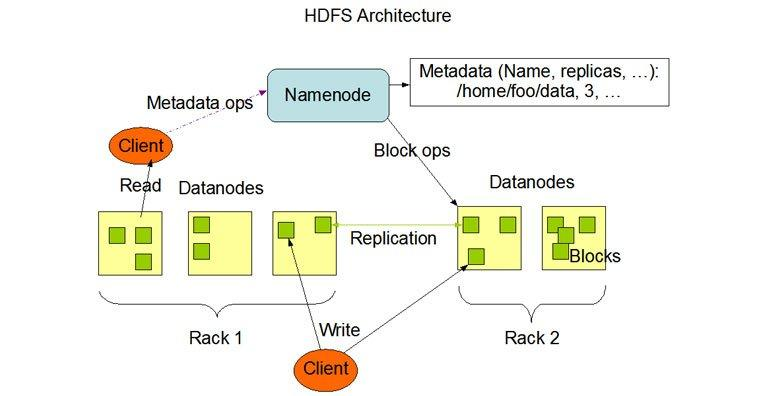 HDFS Architecture
Metadata (Name, replicas, …):
/home/foo/data, 3, …
Namenode
Metadata ops
Client
Block ops
Read
Datanodes
Datanodes
Replication
Blocks
Rack 1
Write
Rack 2
Client